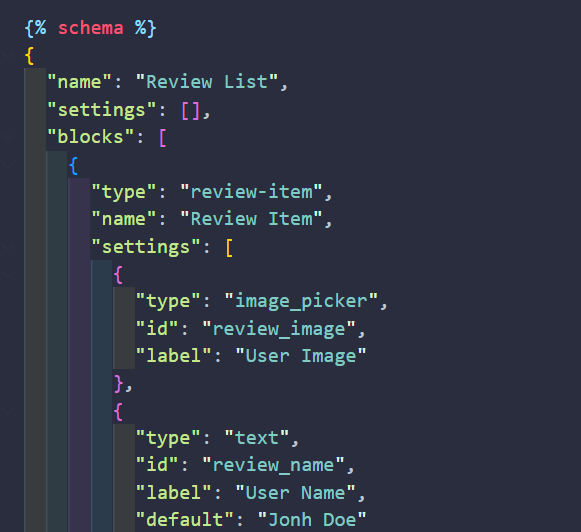 {% schema %}
{
"name": "Review List",
"settings": [],
"blocks": [
{
"type": "review-item",
"name": "Review Item",
"settings": [
{
"type": "image_picker",
"id": "review_image",
"label": "User Image"
},
{
"type": "text",
"id": "review_name",
"label": "User Name",
"default": "Jonh Doe"